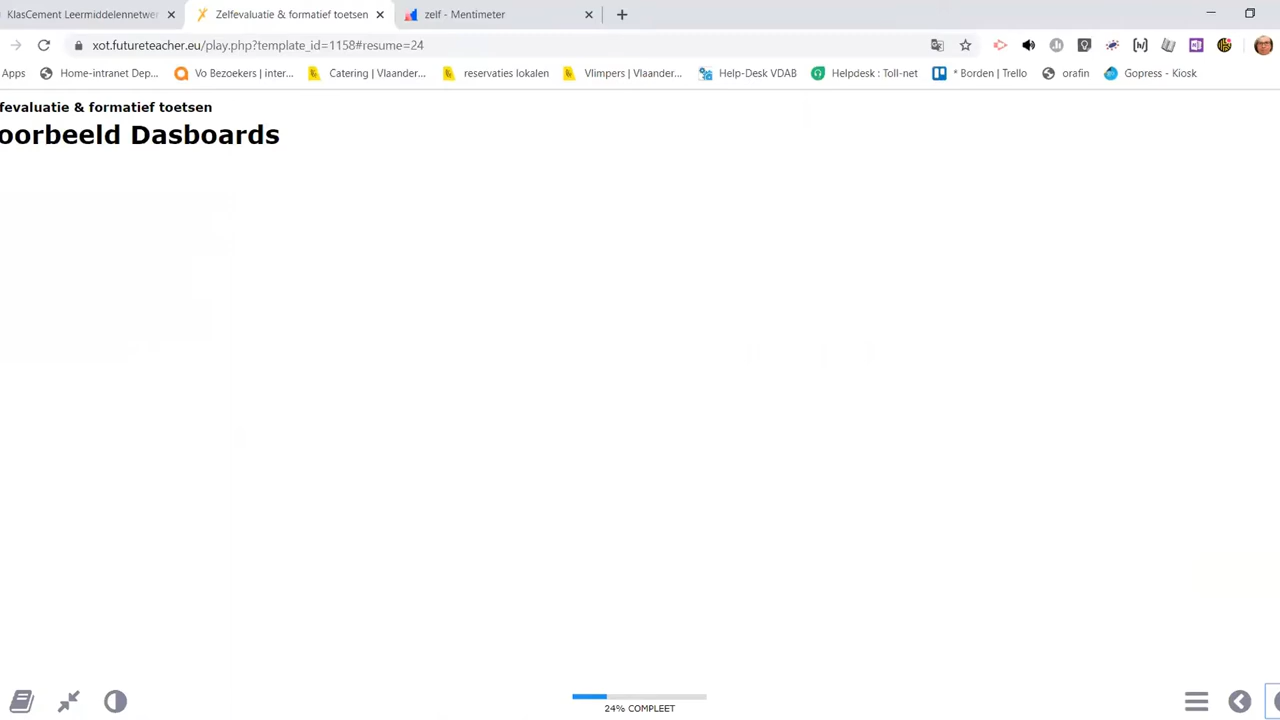 KlasCement Leermiddelennetwer
Zelfevaluatie & formatief toetsen
zelf - Mentimeter
xot.futureteacher.eu/play.php?template_id=1158#resume=24
Apps
Home-intranet Dep...
Vo Bezoekers | inter...
Catering | Vlaander...
reservaties lokalen
Vlimpers | Vlaander...
Help-Desk VDAB
Helpdesk : Toll-net
* Borden | Trello
orafin
Gopress - Kiosk
fevaluatie & formatief toetsen
oorbeeld Dasboards
24% COMPLEET